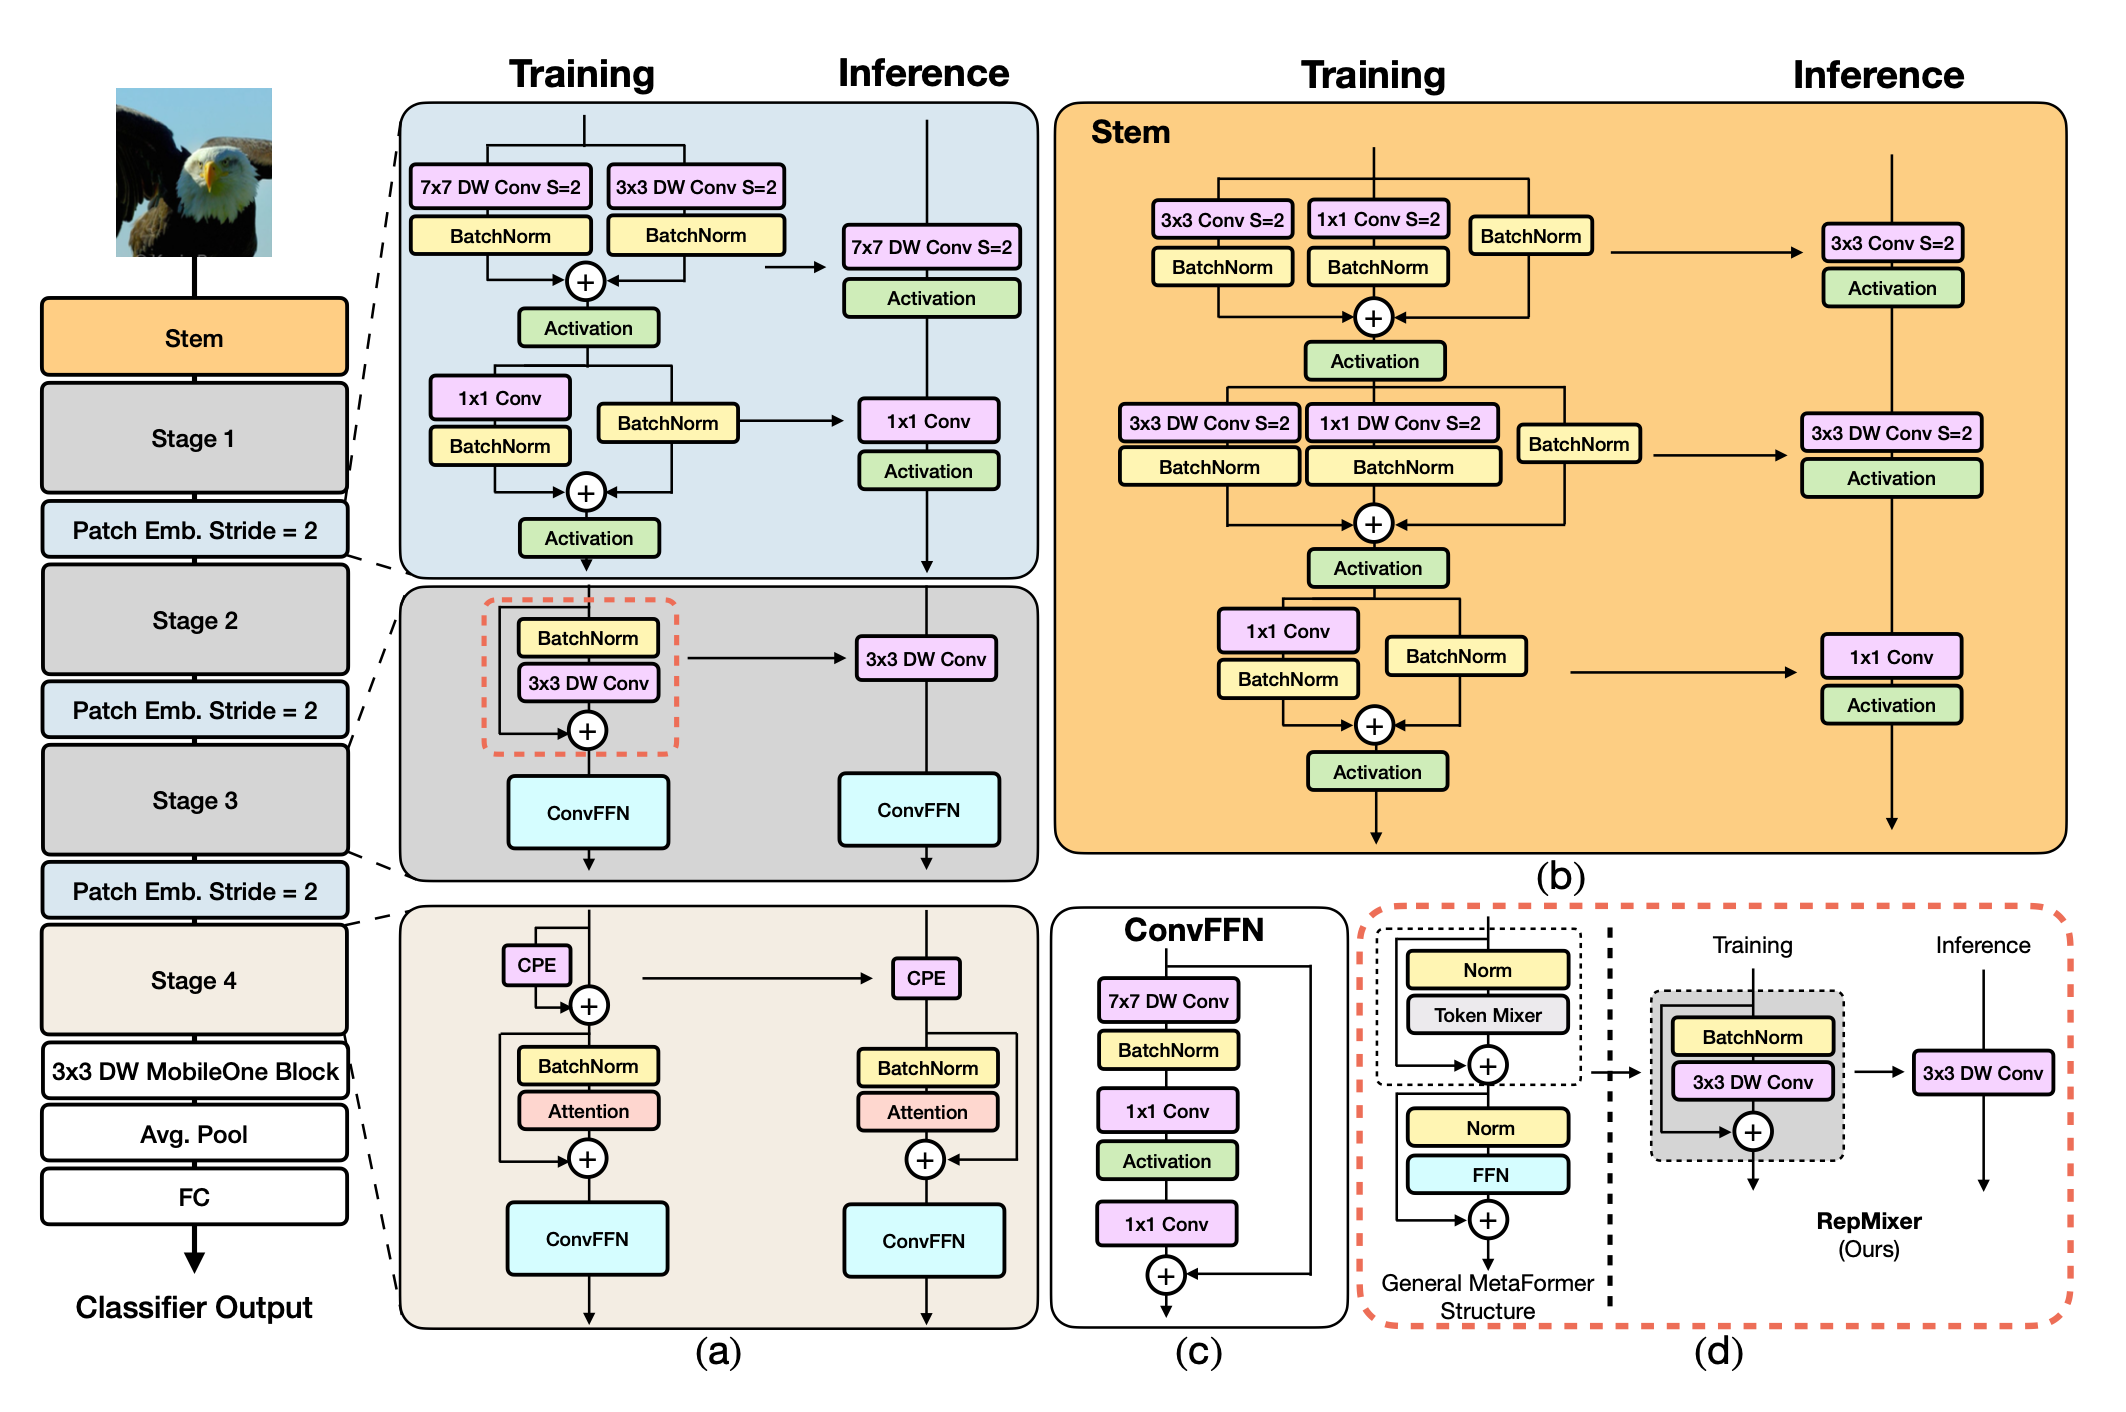 Training
Inference
Training
Inference
Stem
Stage 1
Patch Emb. Stride = 2
Stage 2
Patch Emb. Stride = 2
Stage 3
Patch Emb. Stride = 2
Stage 4
3x3 DW MobileOne Block
Avg. Pool
FC
Classifier Output
7x7 DW Conv S=2
3x3 DW Conv S=2
BatchNorm
BatchNorm
+
Activation
1x1 Conv
BatchNorm
BatchNorm
+
Activation
7x7 DW Conv S=2
Activation
1x1 Conv
Activation
BatchNorm
3x3 DW Conv
+
ConvFFN
3x3 DW Conv
ConvFFN
CPE
+
BatchNorm
Attention
+
ConvFFN
CPE
BatchNorm
Attention
+
ConvFFN
(a)
Stem
3x3 Conv S=2
1x1 Conv S=2
BatchNorm
BatchNorm
BatchNorm
+
Activation
3x3 DW Conv S=2
1x1 DW Conv S=2
BatchNorm
BatchNorm
BatchNorm
+
Activation
1x1 Conv
BatchNorm
BatchNorm
+
Activation
3x3 Conv S=2
Activation
3x3 DW Conv S=2
Activation
1x1 Conv
Activation
(b)
ConvFFN
7x7 DW Conv
BatchNorm
1x1 Conv
Activation
1x1 Conv
+
(c)
Norm
Token Mixer
+
Norm
FFN
+
General MetaFormer
Structure
Training
BatchNorm
3x3 DW Conv
+
Inference
3x3 DW Conv
RepMixer
(Ours)
(d)